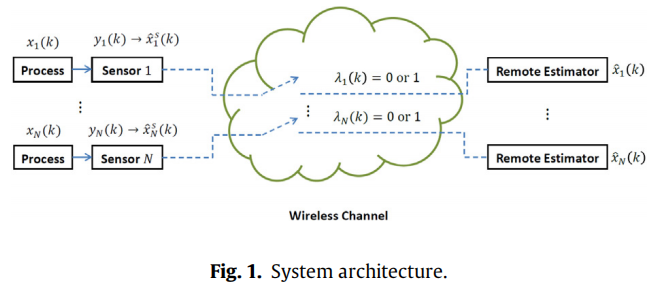 x₁(k) y₁(k) → x̂₁ˢ(k)
Process Sensor 1 λ₁(k) = 0 or 1 Remote Estimator x̂₁(k)
⋮ ⋮ ⋮
x_N(k) y_N(k) → x̂_Nˢ(k) λ_N(k) = 0 or 1
Process Sensor N Remote Estimator x̂_N(k)
Wireless Channel
Fig. 1. System architecture.